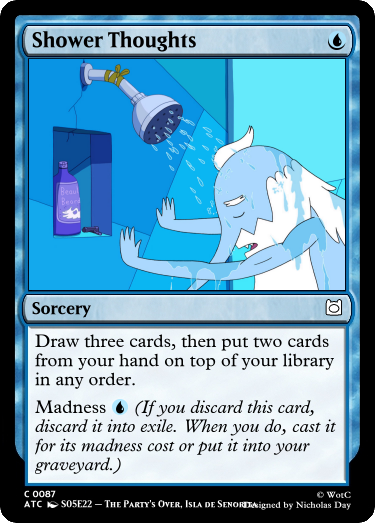 Shower Thoughts
Beard
Sorcery
Draw three cards, then put two cards
from your hand on top of your library
in any order.
Madness (If you discard this card,
discard it into exile. When you do, cast it
for its madness cost or put it into your
graveyard.)
C 0087
© WotC
ATC S05E22 – The Party's Over, Isla de Señorita
Designed by Nicholas Day